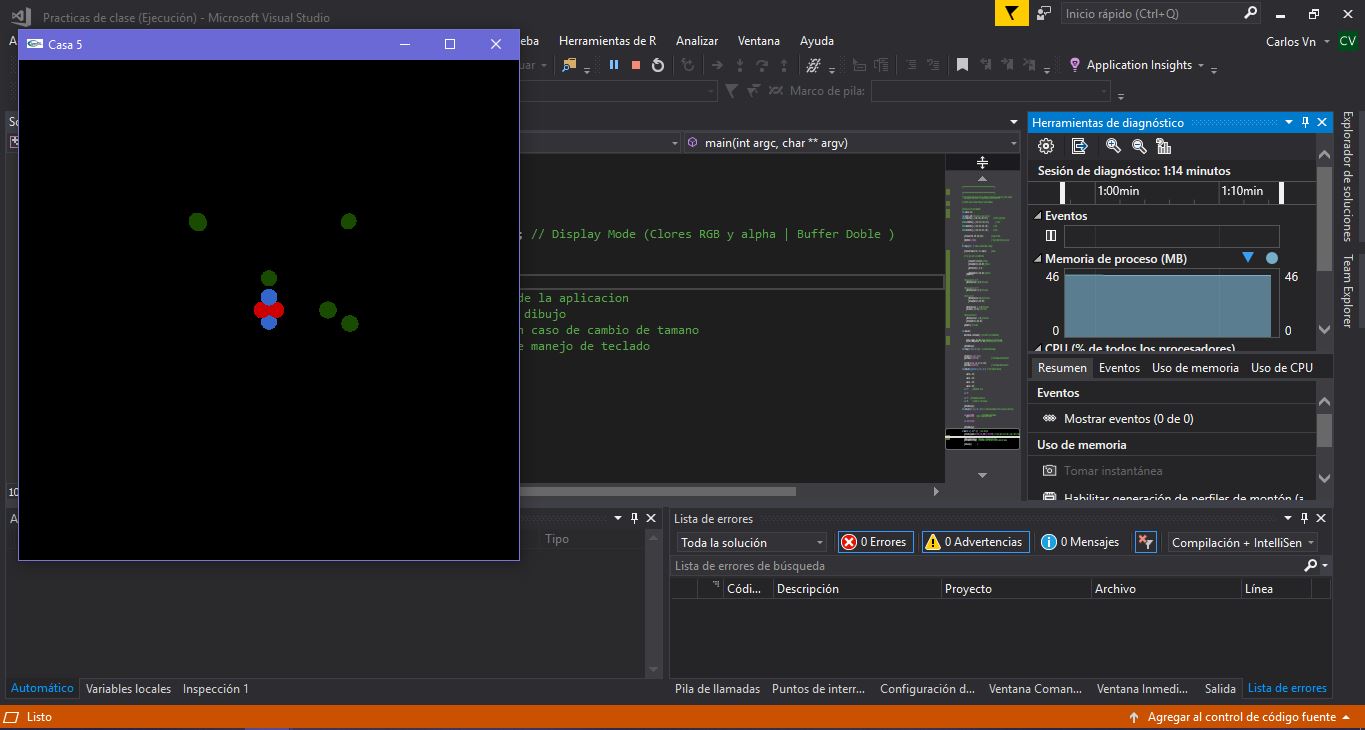 Practicas de clase (Ejecución) - Microsoft Visual Studio
Inicio rápido (Ctrl+Q)
Casa 5
eba
Herramientas de R
Analizar
Ventana
Ayuda
Carlos Vn
CV
uar
Application Insights
Marco de pila:
main(int argc, char ** argv)
; // Display Mode (Clores RGB y alpha | Buffer Doble )
de la aplicacion
dibujo
n caso de cambio de tamano
e manejo de teclado
10
Herramientas de diagnóstico
Sesión de diagnóstico: 1:14 minutos
1:00min
1:10min
Eventos
Memoria de proceso (MB)
46
46
0
0
CPU (% de todos los procesadores)
Resumen
Eventos
Uso de memoria
Uso de CPU
Eventos
Mostrar eventos (0 de 0)
Uso de memoria
Tomar instantánea
Habilitar generación de perfiles de montón (a
Explorador de soluciones
Team Explorer
A
Tipo
Automático
Variables locales
Inspección 1
Lista de errores
Toda la solución
0 Errores
0 Advertencias
0 Mensajes
Compilación + IntelliSen
Lista de errores de búsqueda
Códi...
Descripción
Proyecto
Archivo
Línea
Pila de llamadas
Puntos de interr...
Configuración d...
Ventana Coman...
Ventana Inmedi...
Salida
Lista de errores
Listo
Agregar al control de código fuente